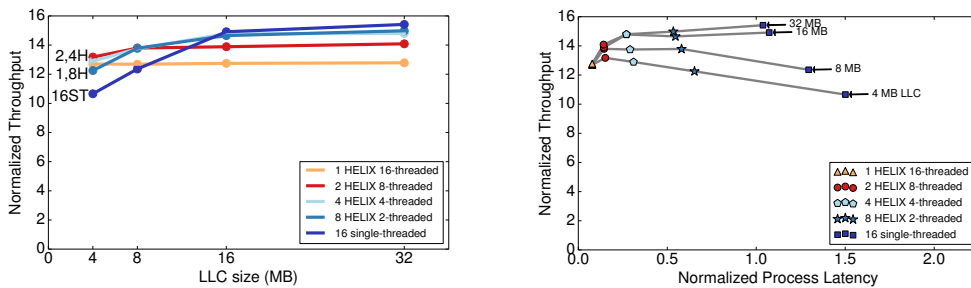 16
14
12
10
8
6
4
2
0
Normalized Throughput
2,4H
1,8H
16ST
1 HELIX 16-threaded
2 HELIX 8-threaded
4 HELIX 4-threaded
8 HELIX 2-threaded
16 single-threaded
0 4 8 16 32
LLC size (MB)
16
14
12
10
8
6
4
2
0
Normalized Throughput
32 MB
16 MB
8 MB
4 MB LLC
1 HELIX 16-threaded
2 HELIX 8-threaded
4 HELIX 4-threaded
8 HELIX 2-threaded
16 single-threaded
0.0 0.5 1.0 1.5 2.0
Normalized Process Latency